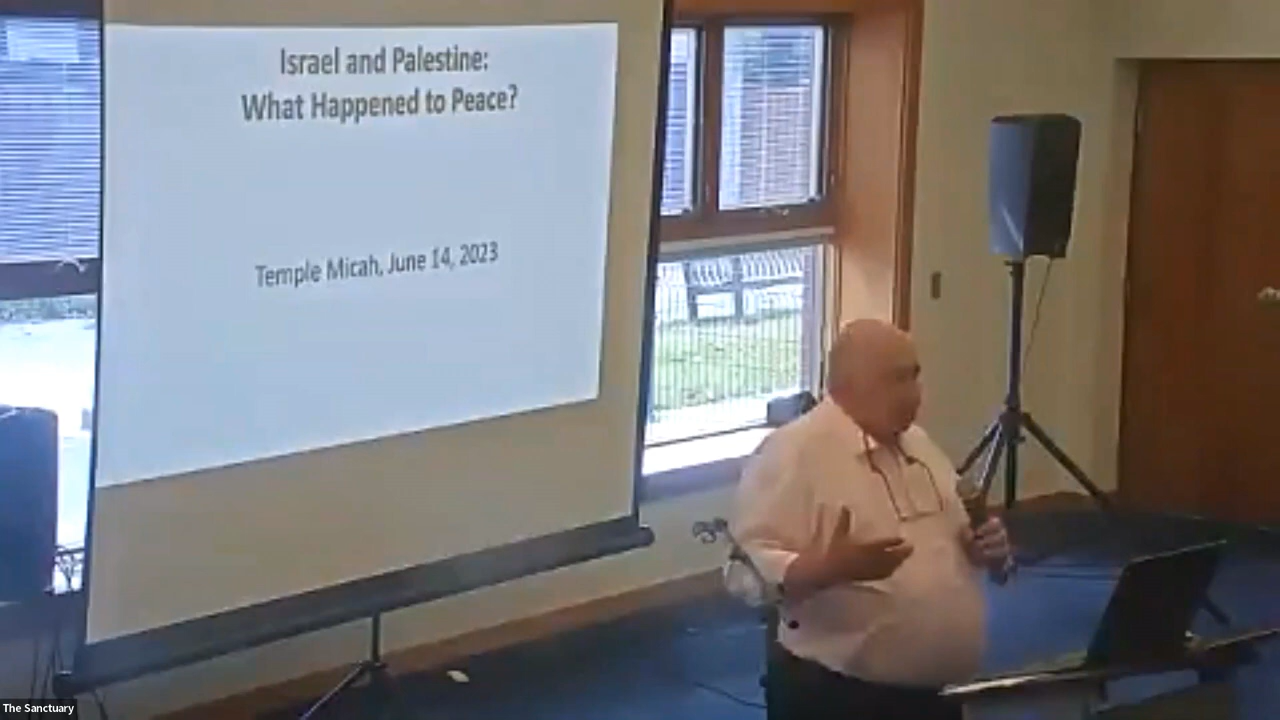 Israel and Palestine:
What Happened to Peace?
Temple Micah, June 14, 2023
The Sanctuary